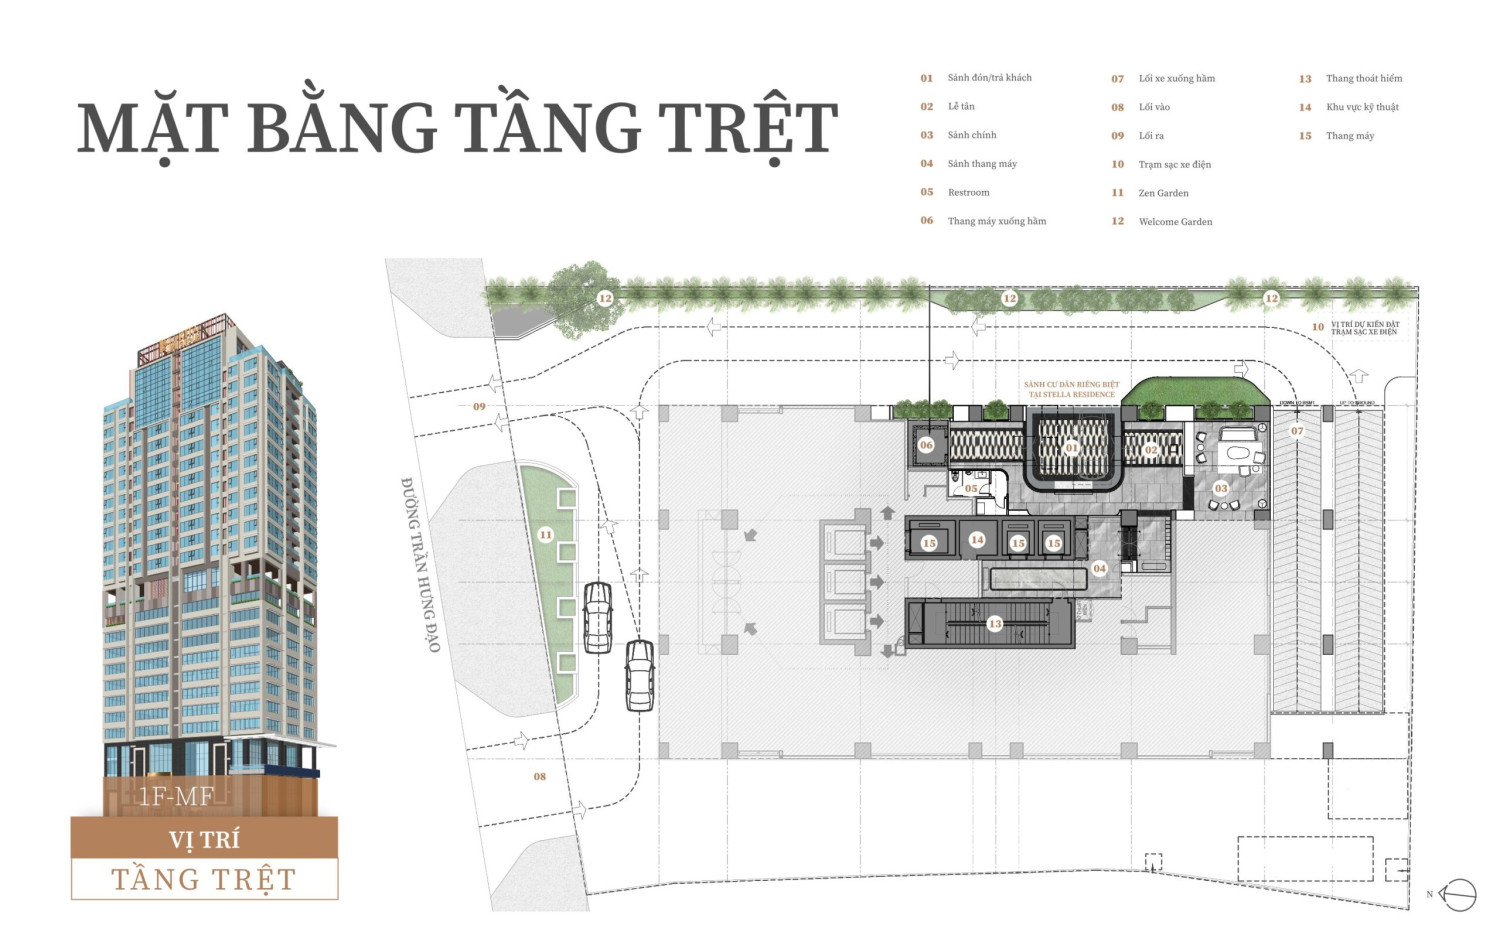 MẶT BẰNG TẦNG TRỆT
01 Sảnh đón/trả khách
02 Lễ tân
03 Sảnh chính
04 Sảnh thang máy
05 Restroom
06 Thang máy xuống hầm
07 Lối xe xuống hầm
08 Lối vào
09 Lối ra
10 Trạm sạc xe điện
11 Zen Garden
12 Welcome Garden
13 Thang thoát hiểm
14 Khu vực kỹ thuật
15 Thang máy
12
12
12
10 VỊ TRÍ DỰ KIẾN ĐẶT
TRẠM SẠC XE ĐIỆN
SẢNH CƯ DÂN RIÊNG BIỆT
TẠI STELLA RESIDENCE
09
07
06
01
02
05
03
11
15
14
15
15
04
13
08
ĐƯỜNG TRẦN HƯNG ĐẠO
1F-MF
VỊ TRÍ
TẦNG TRỆT
N